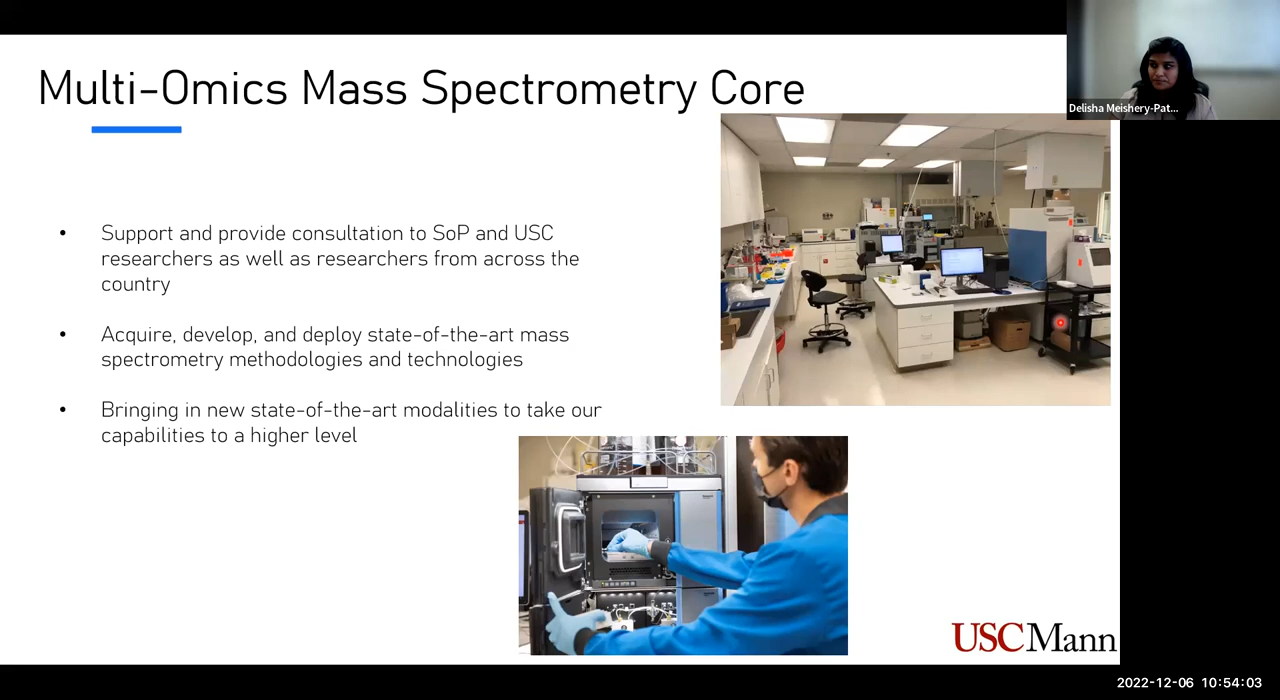 Multi-Omics Mass Spectrometry Core
Delisha Meishery-Pat...
• Support and provide consultation to SoP and USC
researchers as well as researchers from across the
country
• Acquire, develop, and deploy state-of-the-art mass
spectrometry methodologies and technologies
• Bringing in new state-of-the-art modalities to take our
capabilities to a higher level
USC Mann
2022-12-06 10:54:03